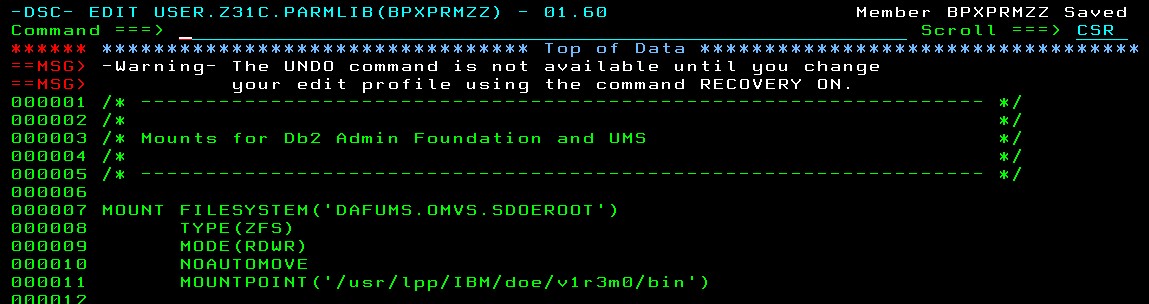 -DSC- EDIT USER.Z31C.PARMLIB(BPXPRMZZ) - 01.60 Member BPXPRMZZ Saved
Command ===> _ Scroll ===> CSR
****** ********************************* Top of Data **********************************
==MSG> -Warning- The UNDO command is not available until you change
==MSG> your edit profile using the command RECOVERY ON.
000001 /* ----------------------------------------------------------------- */
000002 /* */
000003 /* Mounts for Db2 Admin Foundation and UMS */
000004 /* */
000005 /* ----------------------------------------------------------------- */
000006
000007 MOUNT FILESYSTEM('DAFUMS.OMVS.SDOEROOT')
000008 TYPE(ZFS)
000009 MODE(RDWR)
000010 NOAUTOMOVE
000011 MOUNTPOINT('/usr/lpp/IBM/doe/v1r3m0/bin')
000012